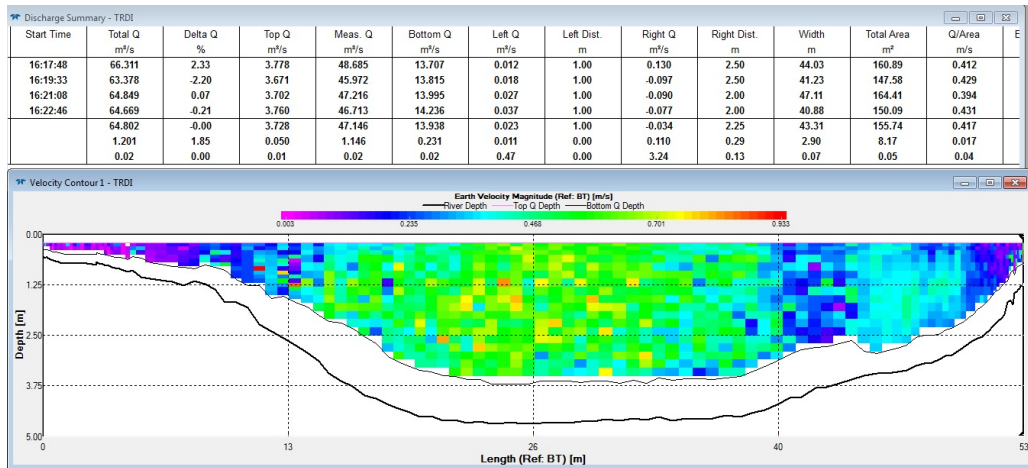 Discharge Summary - TRDI
Start Time Total Q Delta Q Top Q Meas. Q Bottom Q Left Q Left Dist. Right Q Right Dist. Width Total Area Q/Area E
m³/s % m³/s m³/s m³/s m³/s m m³/s m m m² m/s
16:17:48 66.311 2.33 3.778 48.685 13.707 0.012 1.00 0.130 2.50 44.03 160.89 0.412
16:19:33 63.378 -2.20 3.671 45.972 13.815 0.018 1.00 -0.097 2.50 41.23 147.58 0.429
16:21:08 64.849 0.07 3.702 47.216 13.995 0.027 1.00 -0.090 2.00 47.11 164.41 0.394
16:22:46 64.669 -0.21 3.760 46.713 14.236 0.037 1.00 -0.077 2.00 40.88 150.09 0.431
64.802 -0.00 3.728 47.146 13.938 0.023 1.00 -0.034 2.25 43.31 155.74 0.417
1.201 1.85 0.050 1.146 0.231 0.011 0.00 0.110 0.29 2.90 8.17 0.017
0.02 0.00 0.01 0.02 0.02 0.47 0.00 3.24 0.13 0.07 0.05 0.04
Velocity Contour 1 - TRDI
Earth Velocity Magnitude (Ref: BT) [m/s]
River Depth Top Q Depth Bottom Q Depth
0.003 0.235 0.468 0.701 0.933
0.00
1.25
2.50
3.75
5.00
Depth [m]
0 13 26 40 53
Length (Ref: BT) [m]